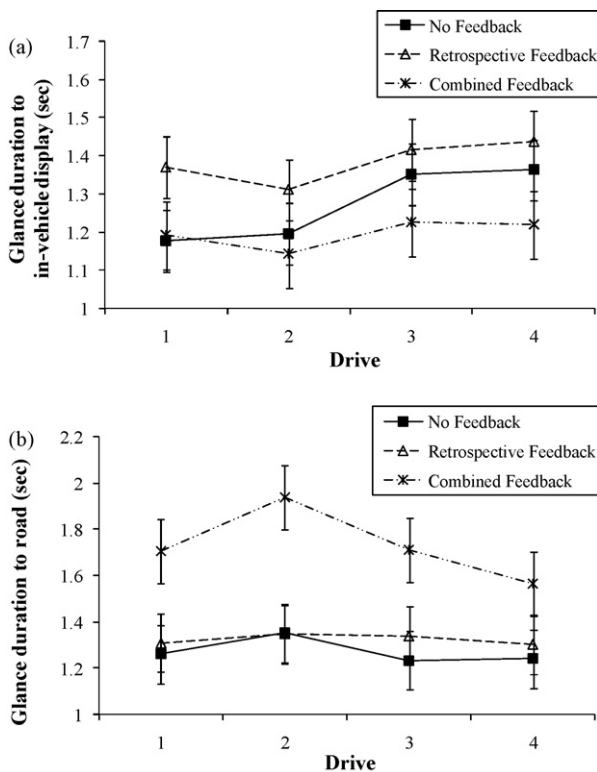 (a)
No Feedback
Retrospective Feedback
Combined Feedback
Glance duration to
in-vehicle display (sec)
1.7
1.6
1.5
1.4
1.3
1.2
1.1
1
1 2 3 4
Drive
(b)
No Feedback
Retrospective Feedback
Combined Feedback
Glance duration to road (sec)
2.2
2
1.8
1.6
1.4
1.2
1
1 2 3 4
Drive